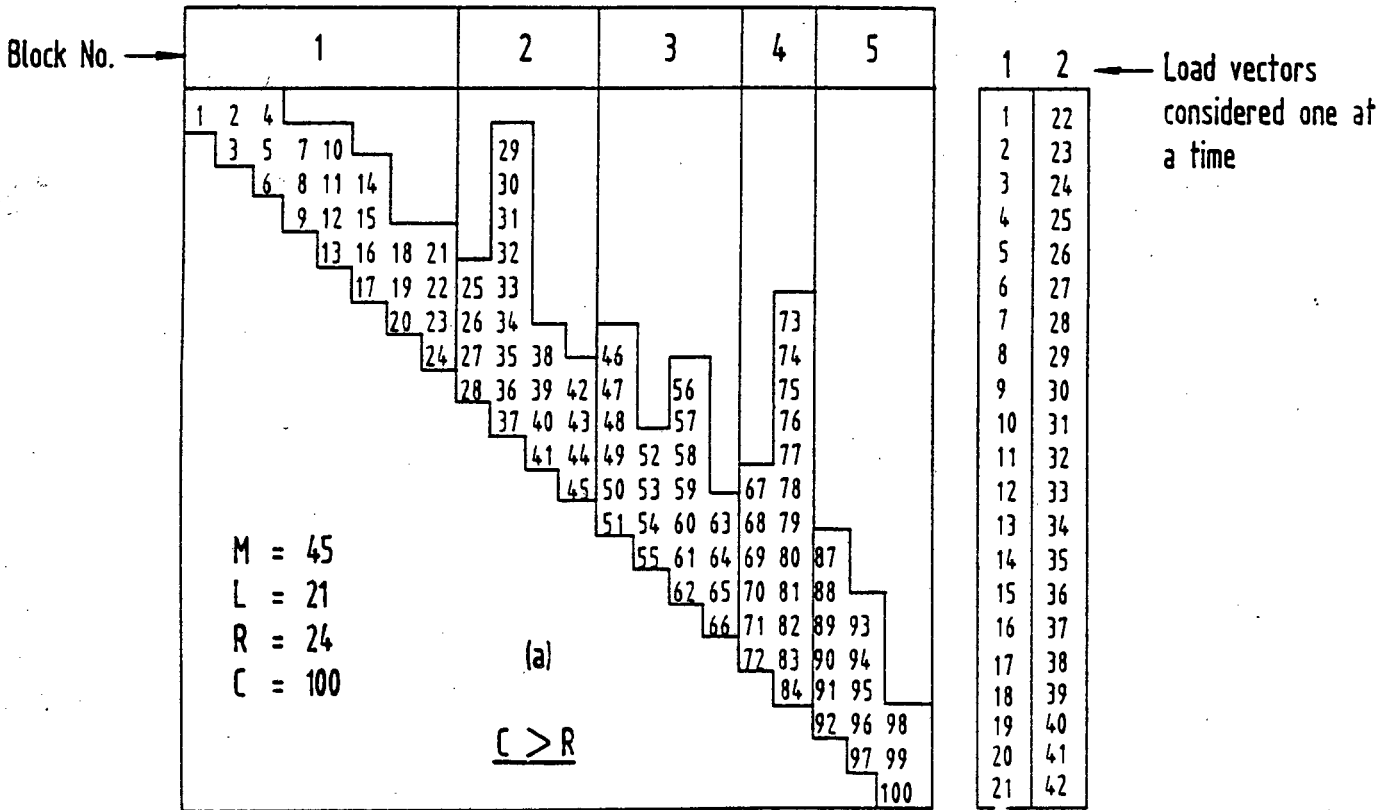 Block No. 1 2 3 4 5
1 2 4
3 5 7 10 29
6 8 11 14 30
9 12 15 31
13 16 18 21 32
17 19 22 25 33
20 23 26 34 73
24 27 35 38 46 74
28 36 39 42 47 56 75
37 40 43 48 57 76
41 44 49 52 58 77
45 50 53 59 67 78
51 54 60 63 68 79
55 61 64 69 80 87
62 65 70 81 88
66 71 82 89 93
72 83 90 94
84 91 95
92 96 98
97 99
100
M = 45
L = 21
R = 24
C = 100
(a)
C > R
1 2
1 22
2 23
3 24
4 25
5 26
6 27
7 28
8 29
9 30
10 31
11 32
12 33
13 34
14 35
15 36
16 37
17 38
18 39
19 40
20 41
21 42
Load vectors
considered one at
a time